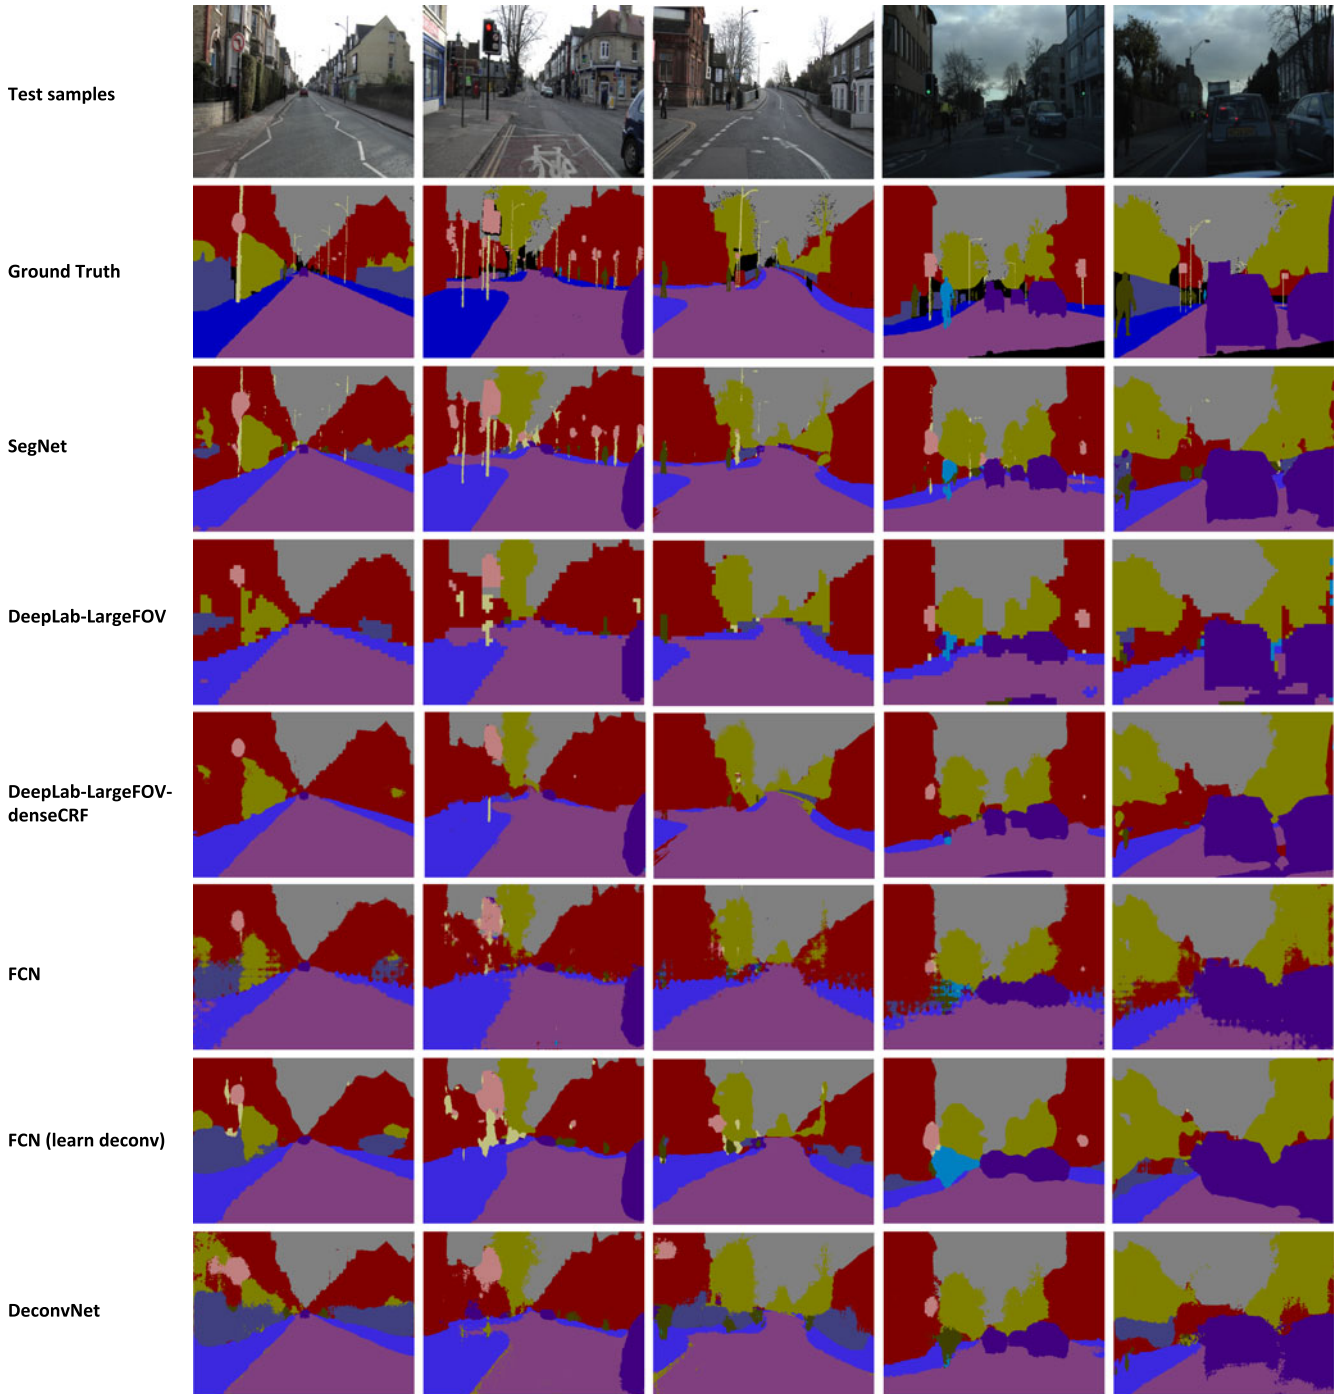 Test samples
Ground Truth
SegNet
DeepLab-LargeFOV
DeepLab-LargeFOV-
denseCRF
FCN
FCN (learn deconv)
DeconvNet